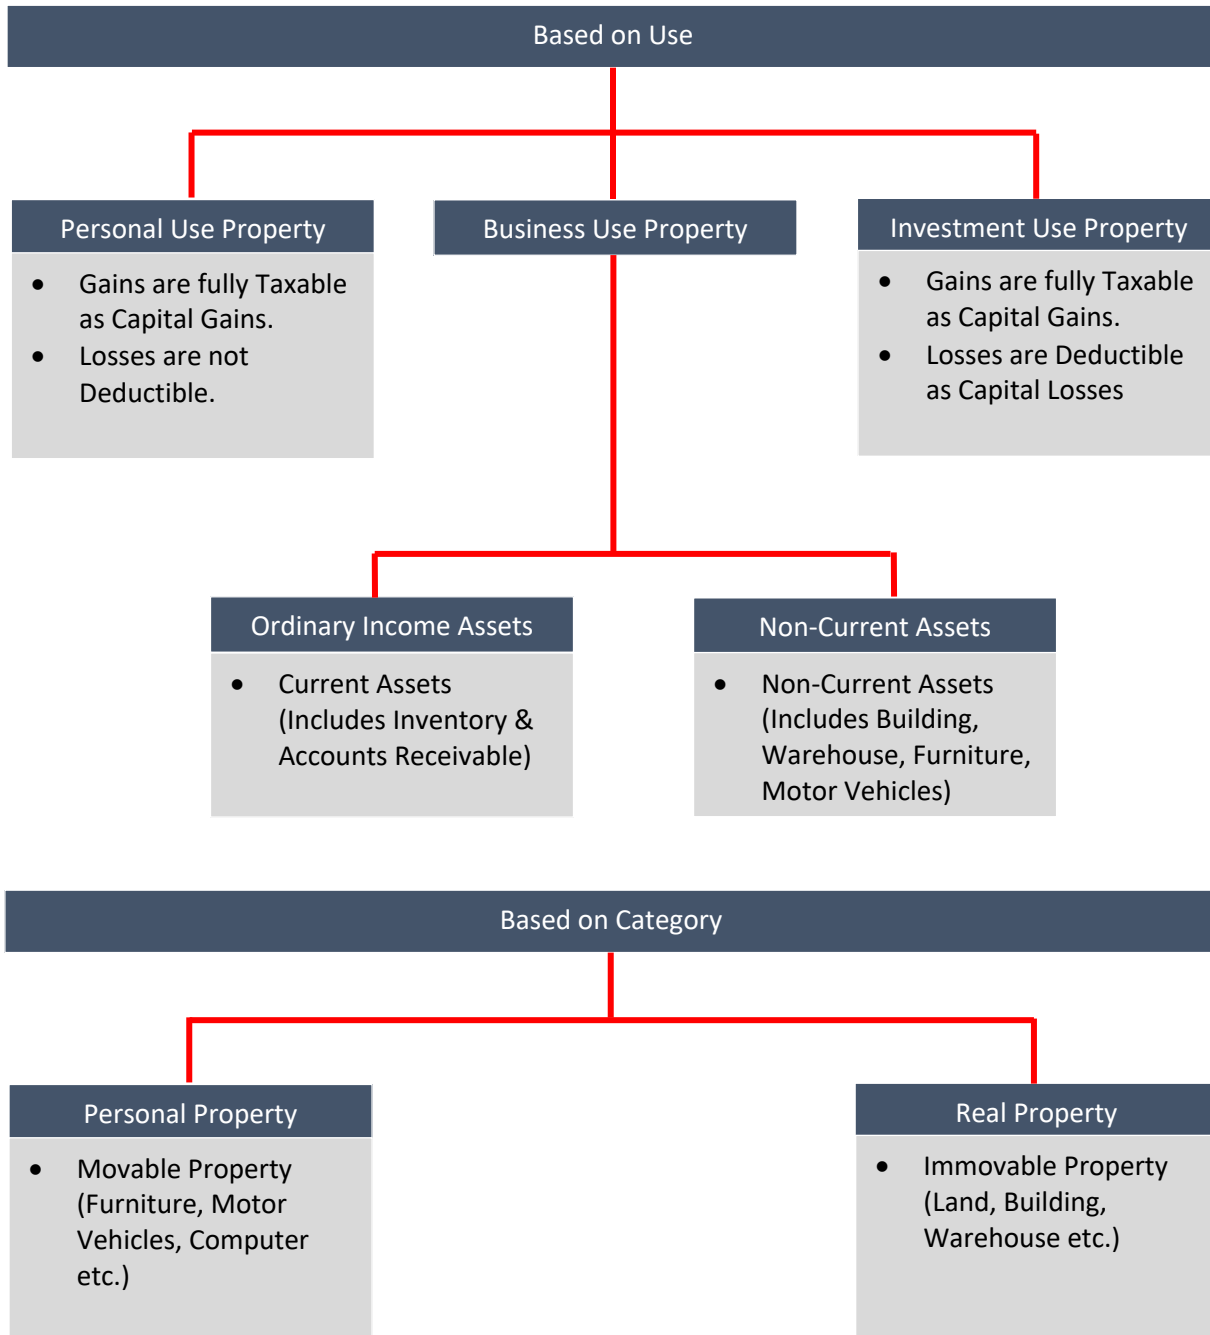 Based on Use
Personal Use Property
• Gains are fully Taxable
as Capital Gains.
• Losses are not
Deductible.
Business Use Property
Investment Use Property
• Gains are fully Taxable
as Capital Gains.
• Losses are Deductible
as Capital Losses
Ordinary Income Assets
• Current Assets
(Includes Inventory &
Accounts Receivable)
Non-Current Assets
• Non-Current Assets
(Includes Building,
Warehouse, Furniture,
Motor Vehicles)
Based on Category
Personal Property
• Movable Property
(Furniture, Motor
Vehicles, Computer
etc.)
Real Property
• Immovable Property
(Land, Building,
Warehouse etc.)